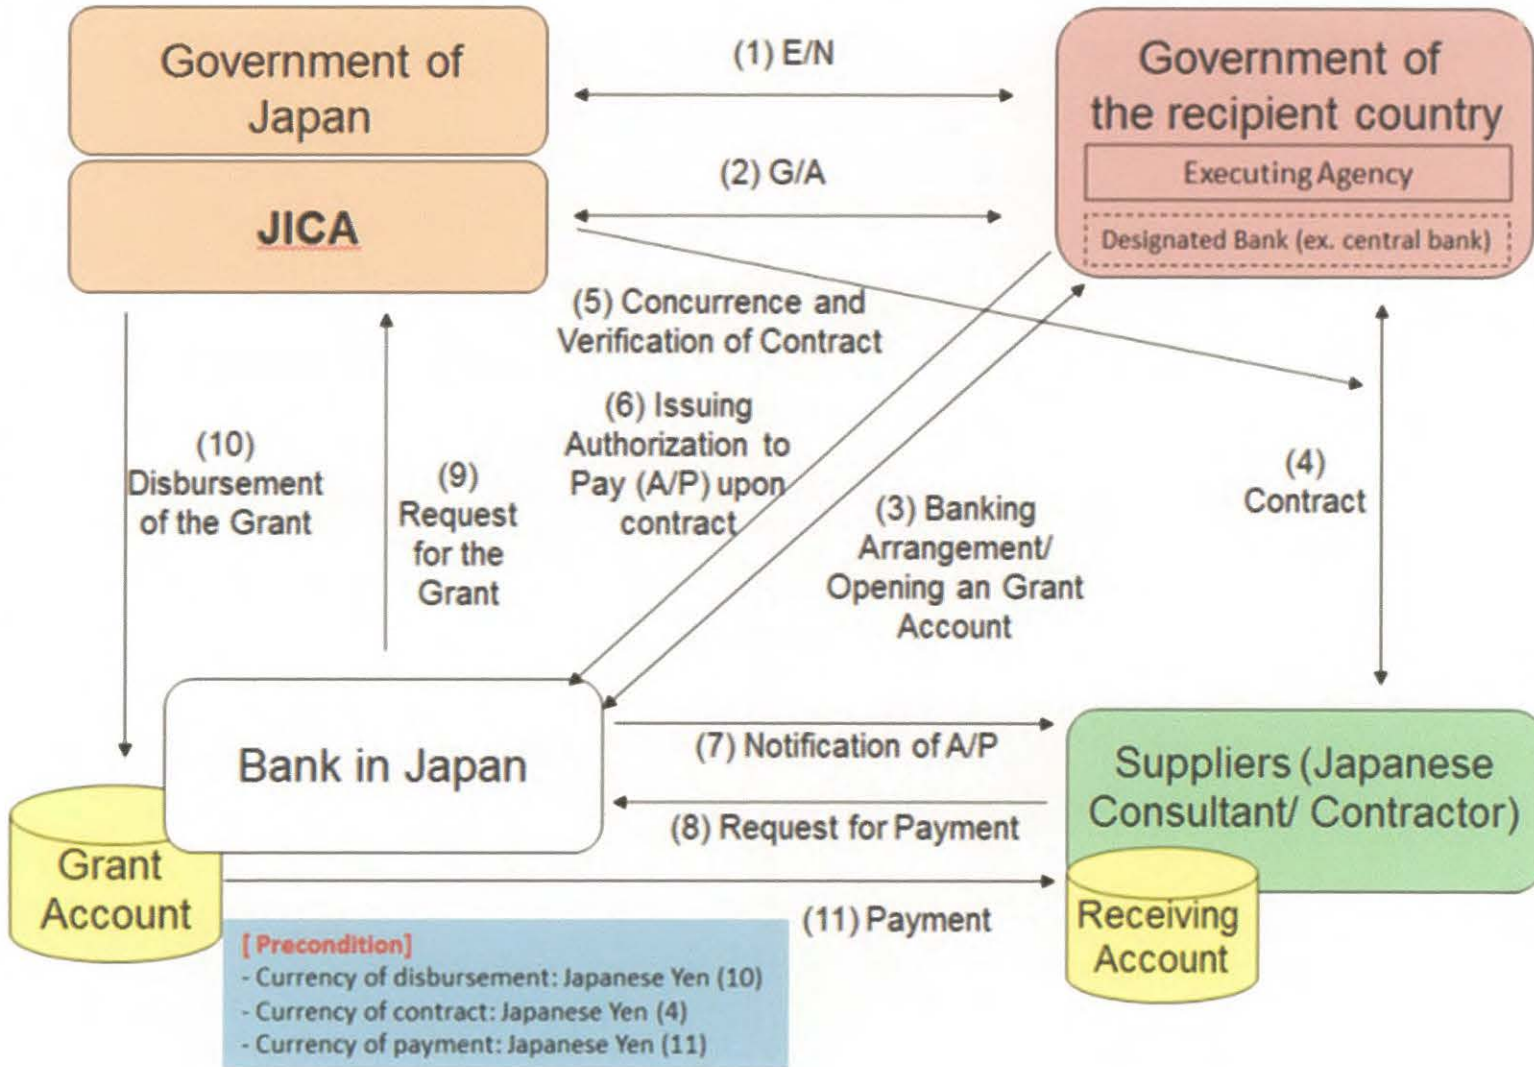 Government of
Japan
JICA
(1) E/N
(2) G/A
Government of
the recipient country
Executing Agency
Designated Bank (ex. central bank)
(5) Concurrence and
Verification of Contract
(6) Issuing
Authorization to
Pay (A/P) upon
contract
(10)
Disbursement
of the Grant
(9)
Request
for the
Grant
(3) Banking
Arrangement/
Opening an Grant
Account
(4)
Contract
Bank in Japan
(7) Notification of A/P
(8) Request for Payment
Suppliers (Japanese
Consultant/ Contractor)
Grant
Account
(11) Payment
Receiving
Account
[ Precondition]
- Currency of disbursement: Japanese Yen (10)
- Currency of contract: Japanese Yen (4)
- Currency of payment: Japanese Yen (11)